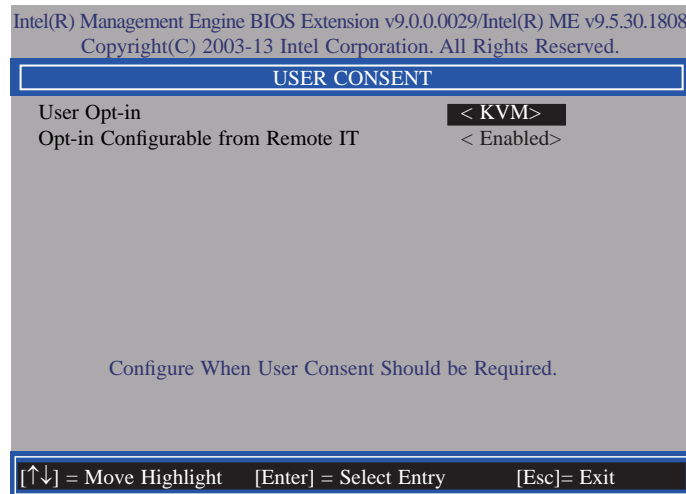 Intel(R) Management Engine BIOS Extension v9.0.0.0029/Intel(R) ME v9.5.30.1808
Copyright(C) 2003-13 Intel Corporation. All Rights Reserved.
USER CONSENT
User Opt-in < KVM>
Opt-in Configurable from Remote IT < Enabled>
Configure When User Consent Should be Required.
[↑↓] = Move Highlight [Enter] = Select Entry [Esc]= Exit